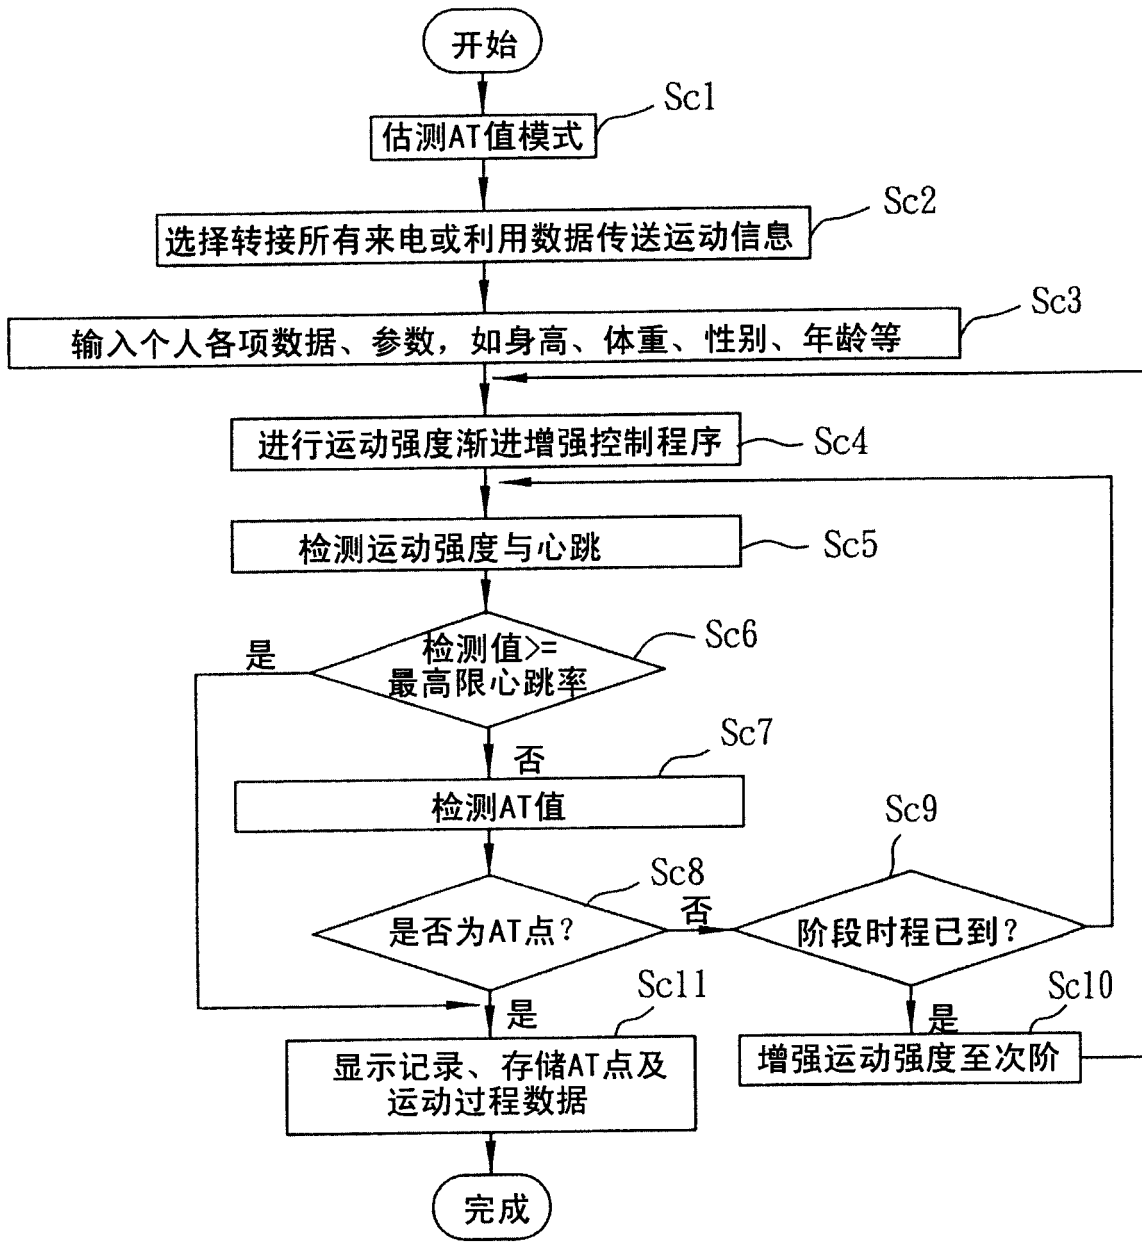 开始
Sc1
估测AT值模式
Sc2
选择转接所有来电或利用数据传送运动信息
Sc3
输入个人各项数据、参数，如身高、体重、性别、年龄等
进行运动强度渐进增强控制程序
Sc4
检测运动强度与心跳
Sc5
Sc6
是
检测值>=
最高限心跳率
Sc7
否
检测AT值
Sc9
Sc8
是否为AT点？
否
阶段时程已到？
Sc11
是
Sc10
是
显示记录、存储AT点及
运动过程数据
增强运动强度至次阶
完成